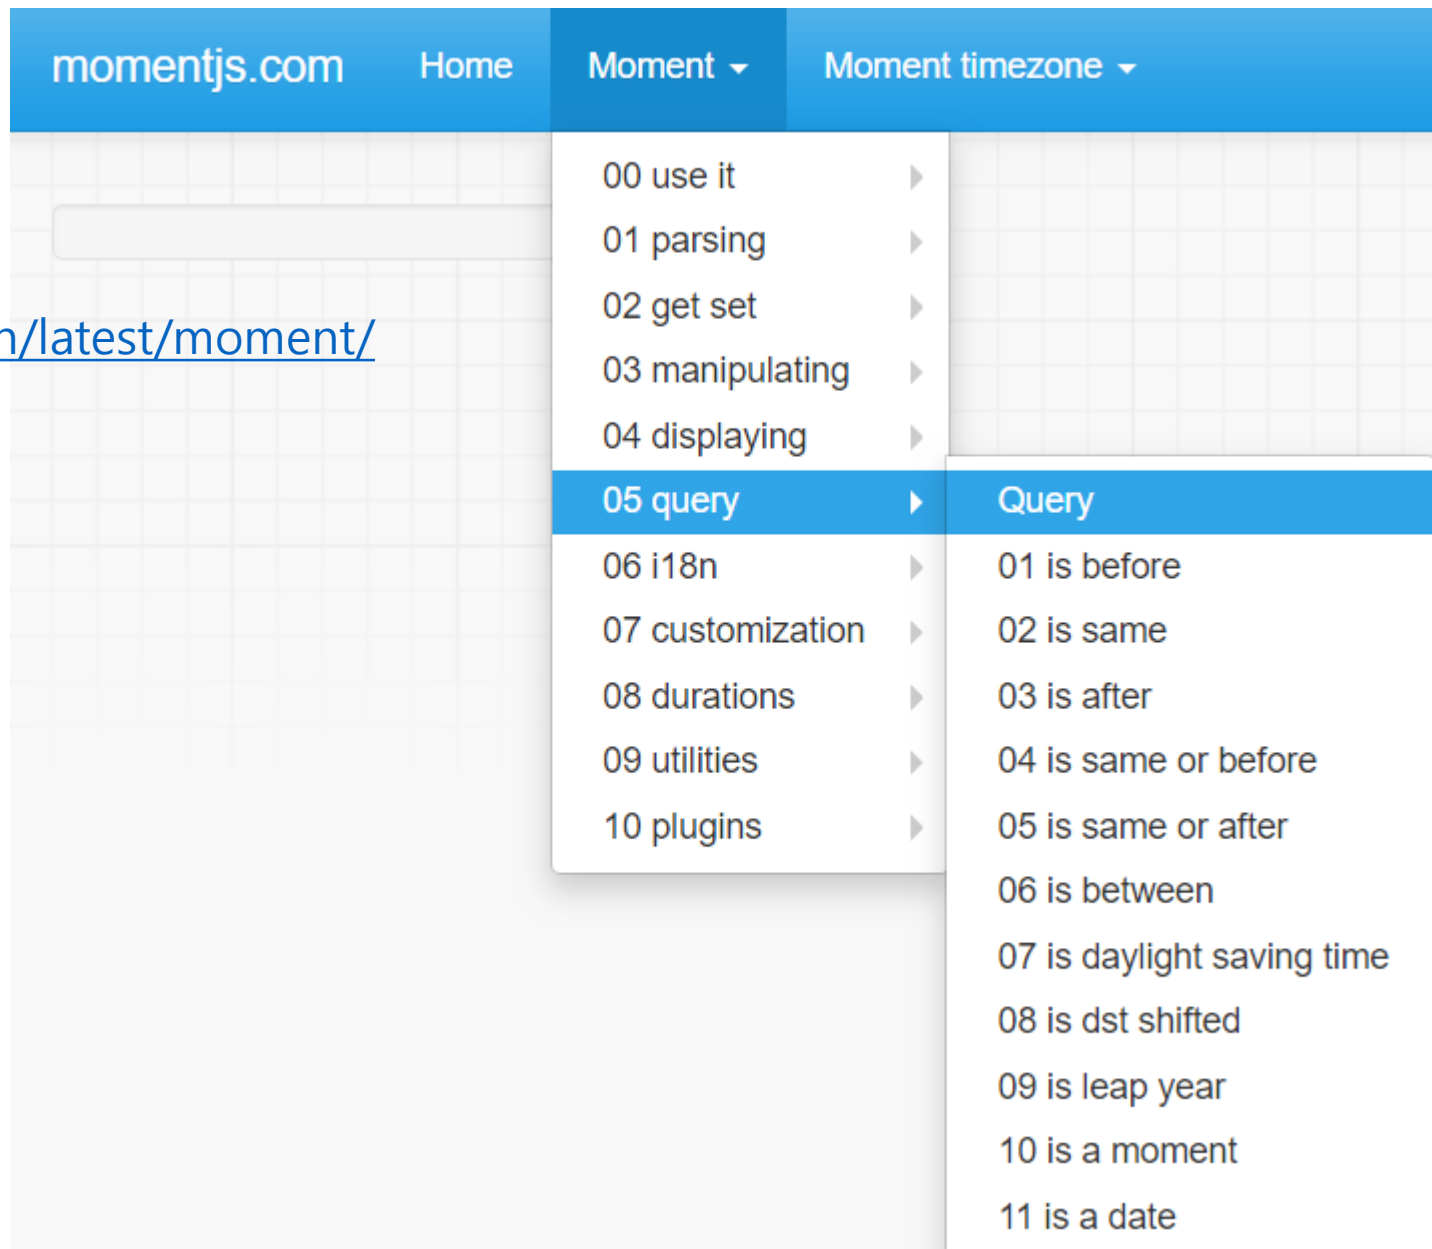 momentjs.com Home Moment Moment timezone
00 use it
01 parsing
02 get set
/latest/moment/
03 manipulating
04 displaying
05 query
06 i18n
07 customization
08 durations
09 utilities
10 plugins
Query
01 is before
02 is same
03 is after
04 is same or before
05 is same or after
06 is between
07 is daylight saving time
08 is dst shifted
09 is leap year
10 is a moment
11 is a date